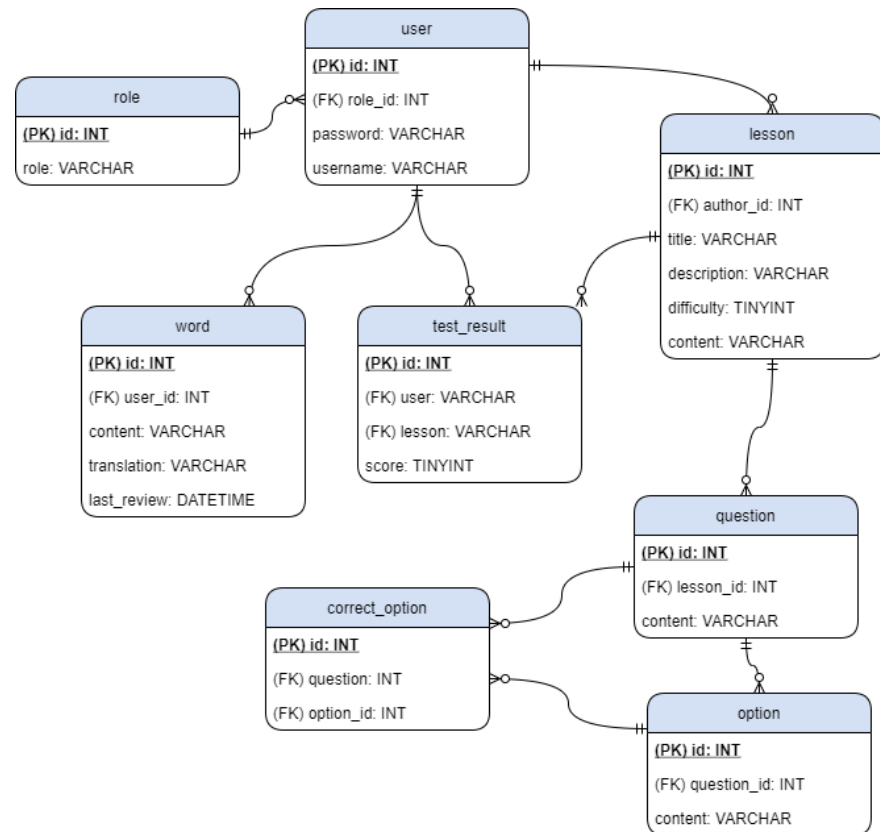 user
(PK) id: INT
(FK) role_id: INT
password: VARCHAR
username: VARCHAR
role
(PK) id: INT
role: VARCHAR
lesson
(PK) id: INT
(FK) author_id: INT
title: VARCHAR
description: VARCHAR
difficulty: TINYINT
content: VARCHAR
word
(PK) id: INT
(FK) user_id: INT
content: VARCHAR
translation: VARCHAR
last_review: DATETIME
test_result
(PK) id: INT
(FK) user: VARCHAR
(FK) lesson: VARCHAR
score: TINYINT
question
(PK) id: INT
(FK) lesson_id: INT
content: VARCHAR
correct_option
(PK) id: INT
(FK) question: INT
(FK) option_id: INT
option
(PK) id: INT
(FK) question_id: INT
content: VARCHAR